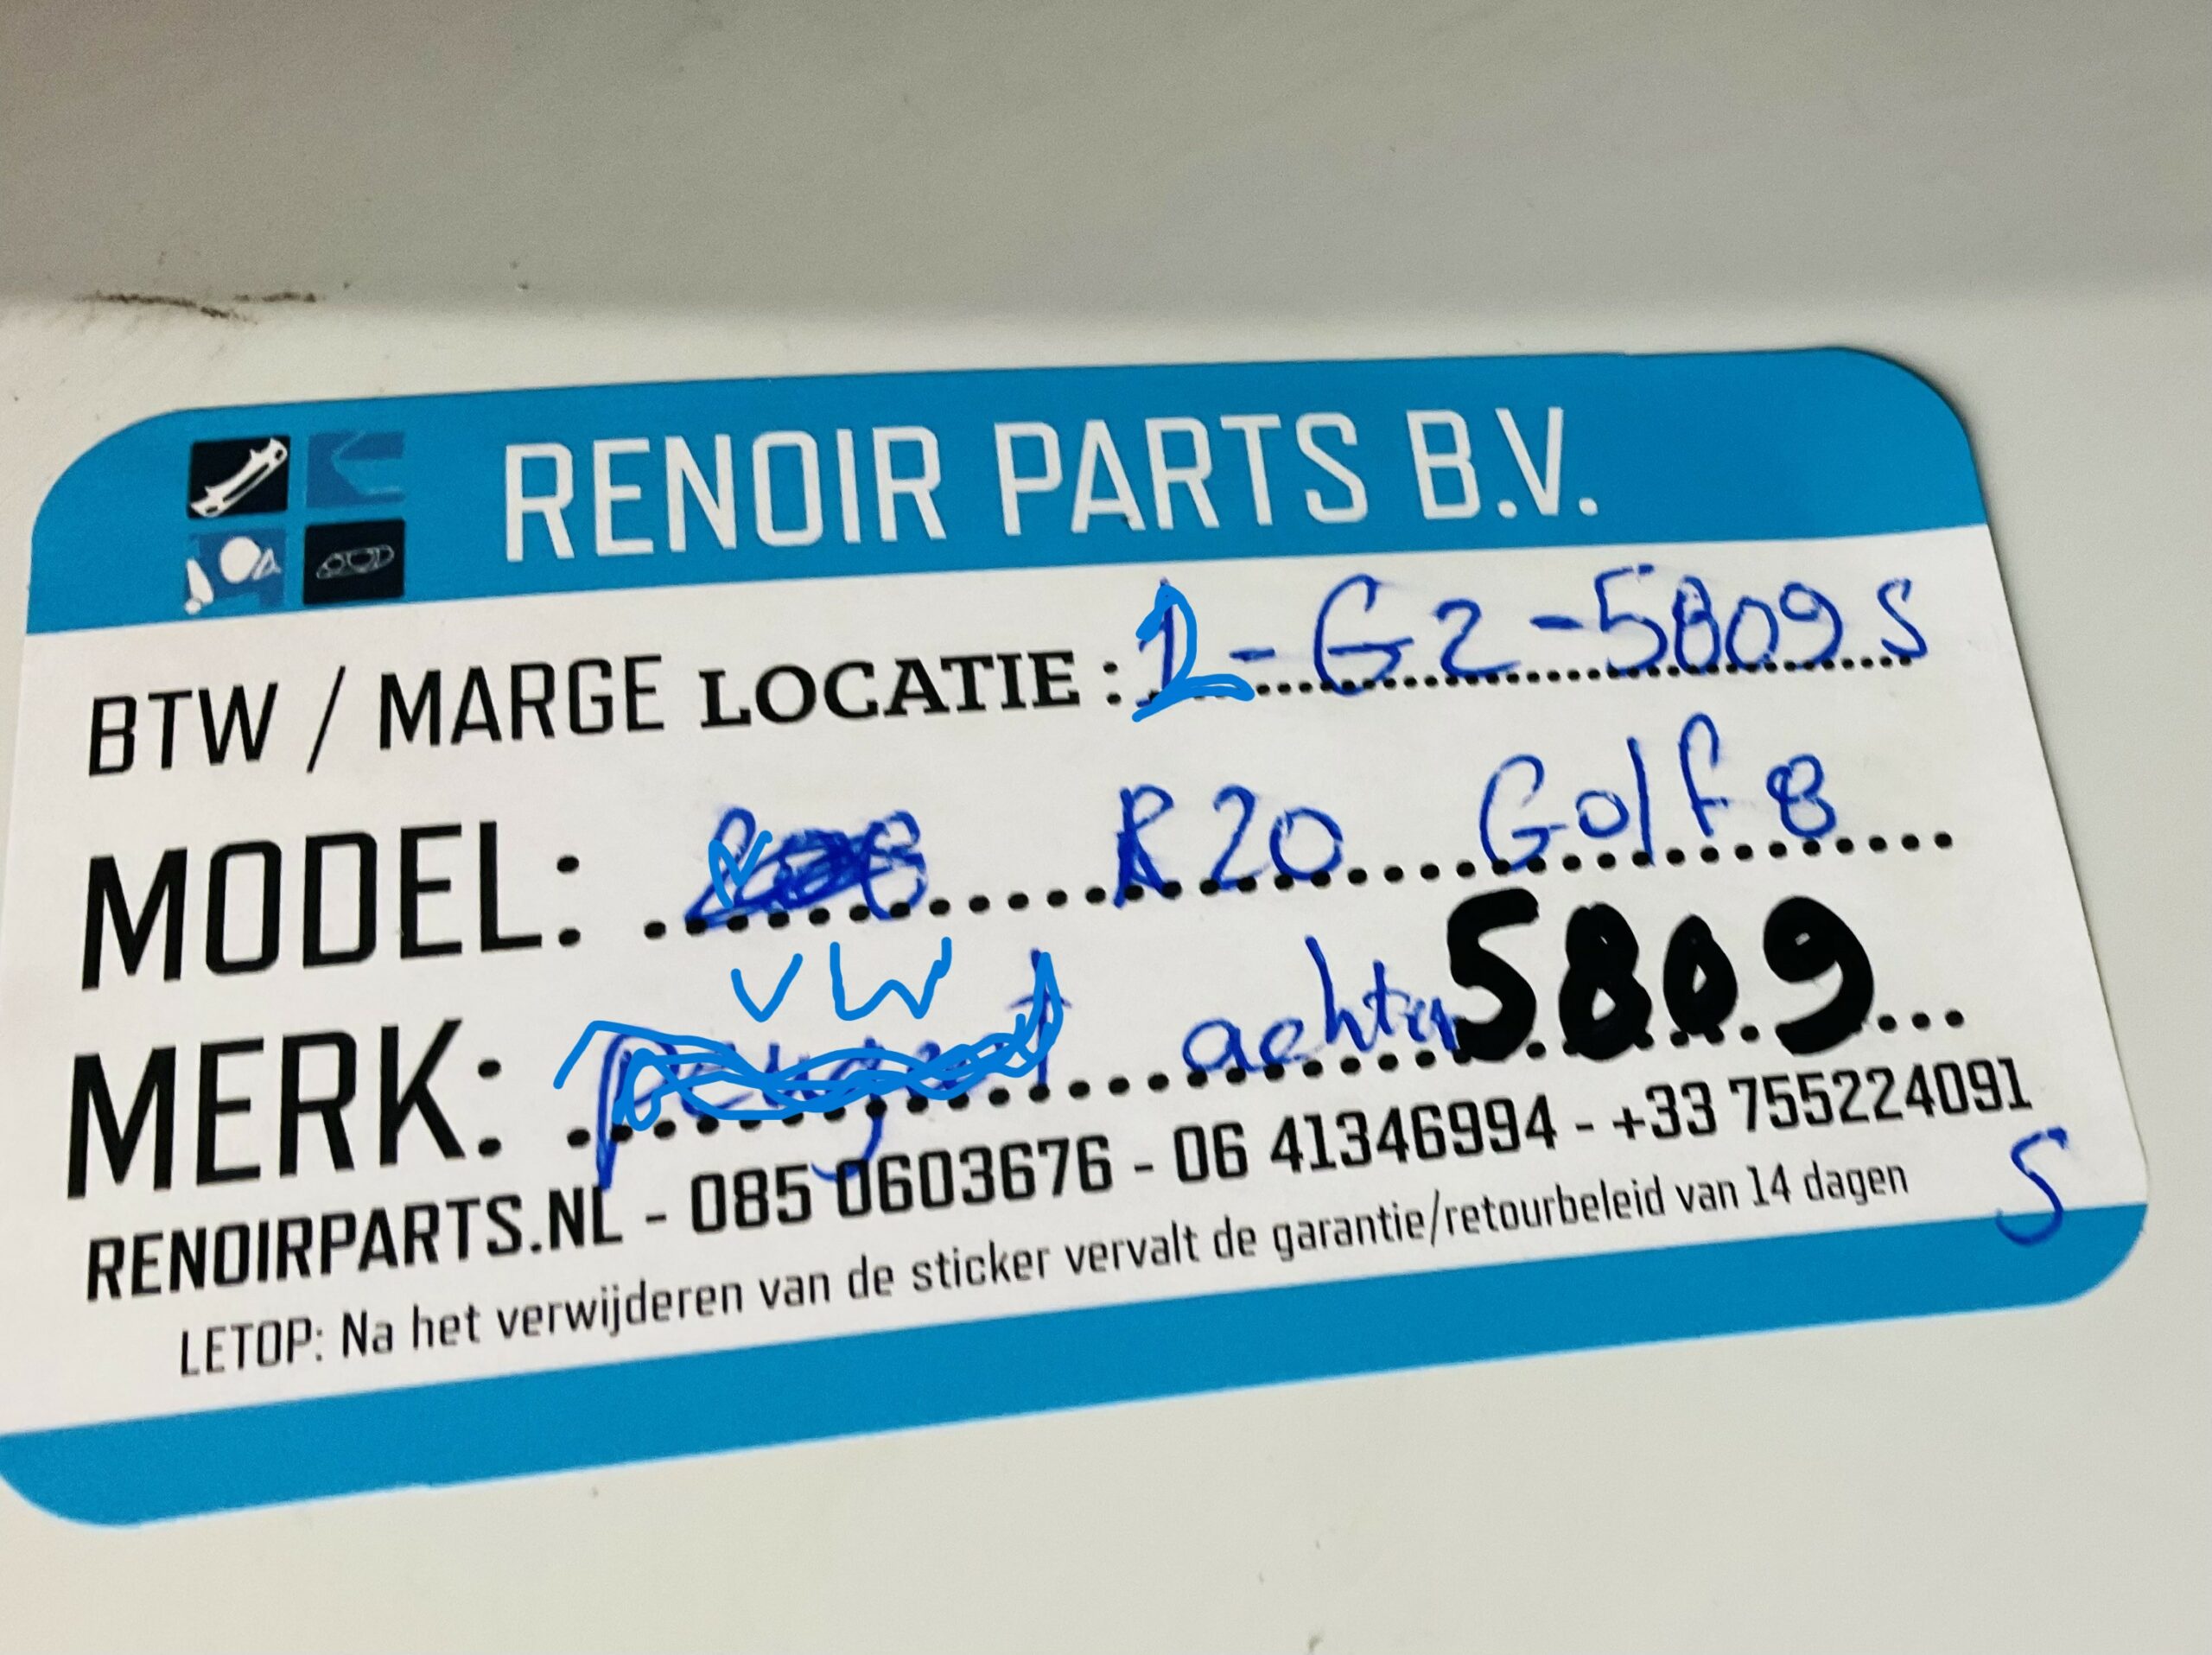 RENOIR PARTS B.V.
BTW / MARGE LOCATIE : 1-G2-5809 S
MODEL: R20 Golf 8
VW
MERK: peugeot achter 5809
RENOIRPARTS.NL - 085 0603676 - 06 41346994 - +33 755224091
LETOP: Na het verwijderen van de sticker vervalt de garantie/retourbeleid van 14 dagen
S